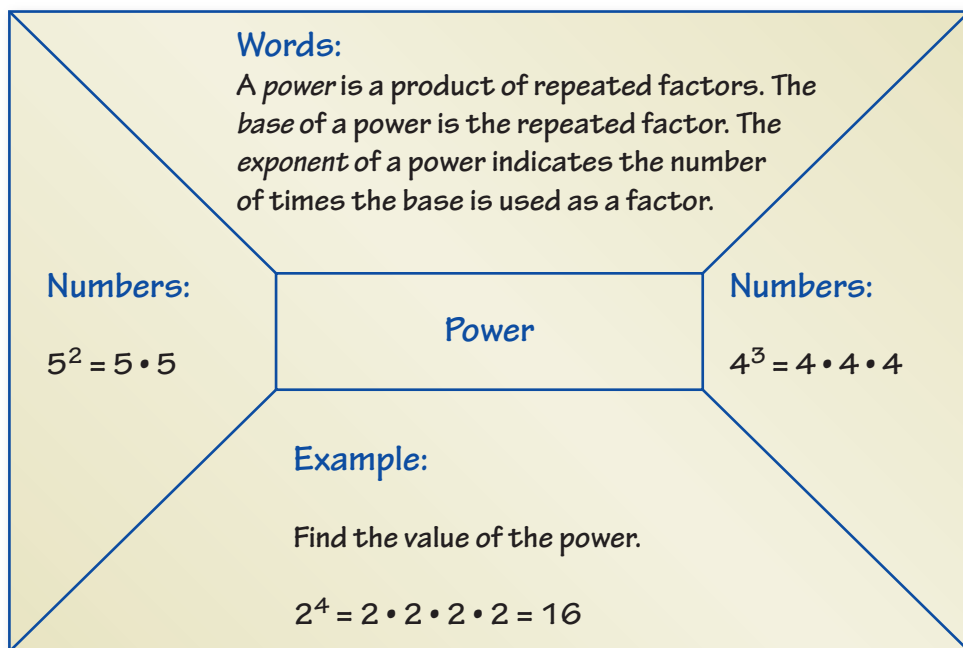 Words:
A power is a product of repeated factors. The
base of a power is the repeated factor. The
exponent of a power indicates the number
of times the base is used as a factor.
Numbers:
5² = 5 • 5
Power
Numbers:
4³ = 4 • 4 • 4
Example:
Find the value of the power.
2⁴ = 2 • 2 • 2 • 2 = 16